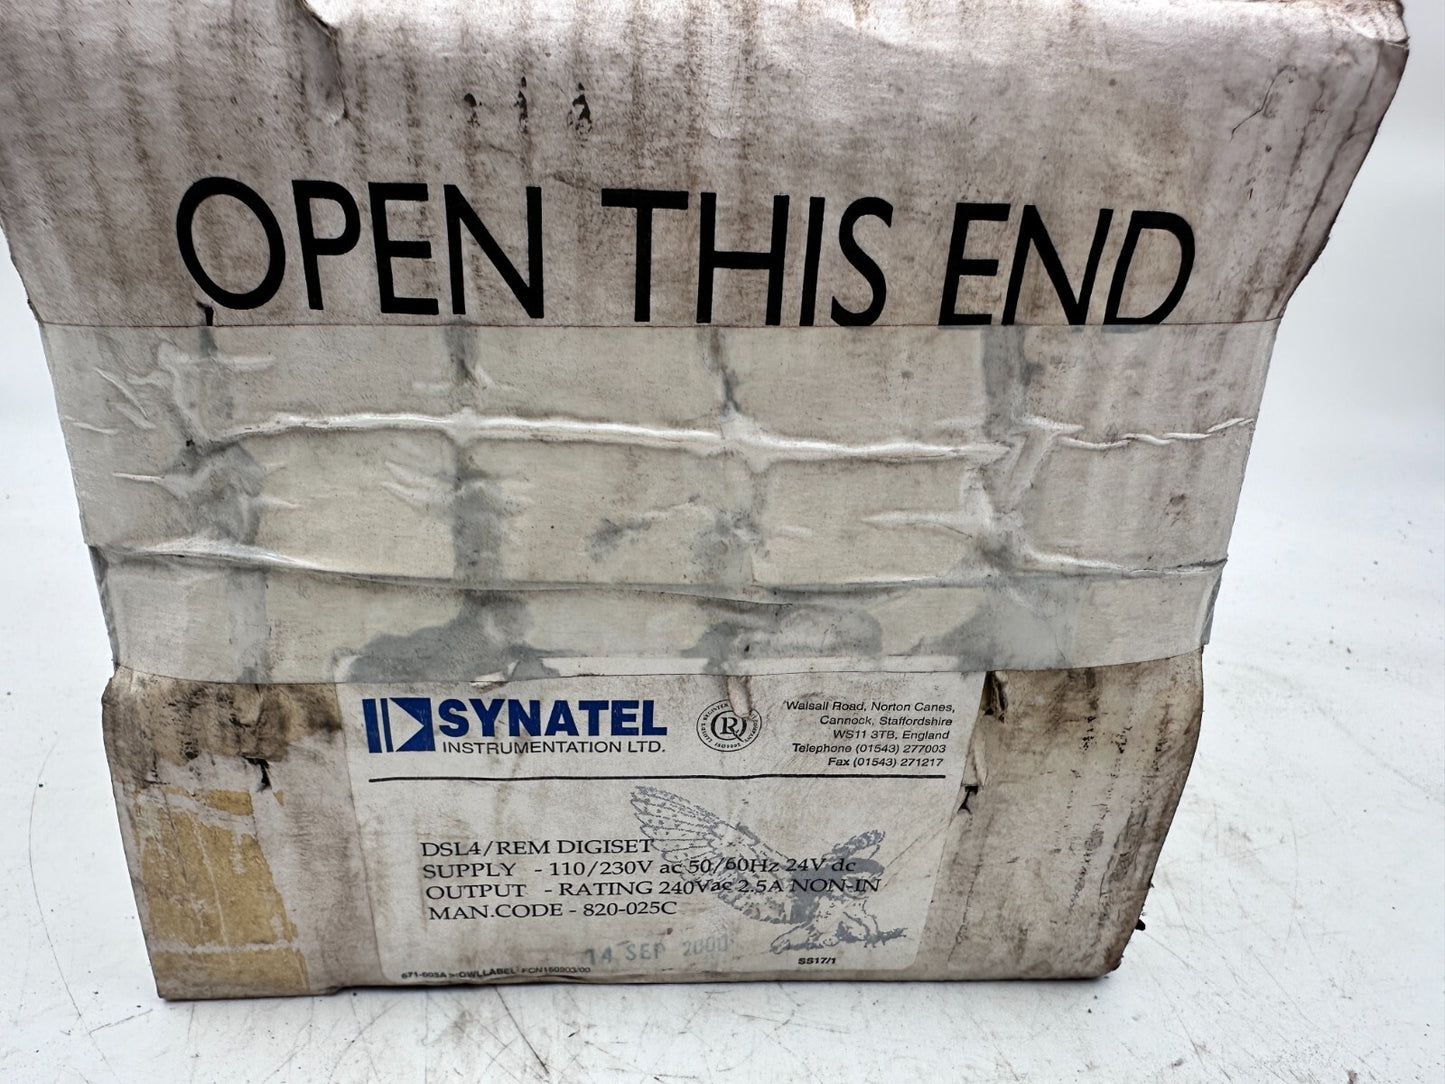 OPEN THIS END
SYNATEL
INSTRUMENTATION LTD.
Walsall Road, Norton Canes,
Cannock, Staffordshire
WS11 3TB, England
Telephone (01543) 277003
Fax (01543) 271217
DSL4/REM DIGISET
SUPPLY - 110/230V ac 50/60Hz 24V dc
OUTPUT - RATING 240Vac 2.5A NON-IN
MAN.CODE - 820-025C
14 SEP 2000
SS17/1